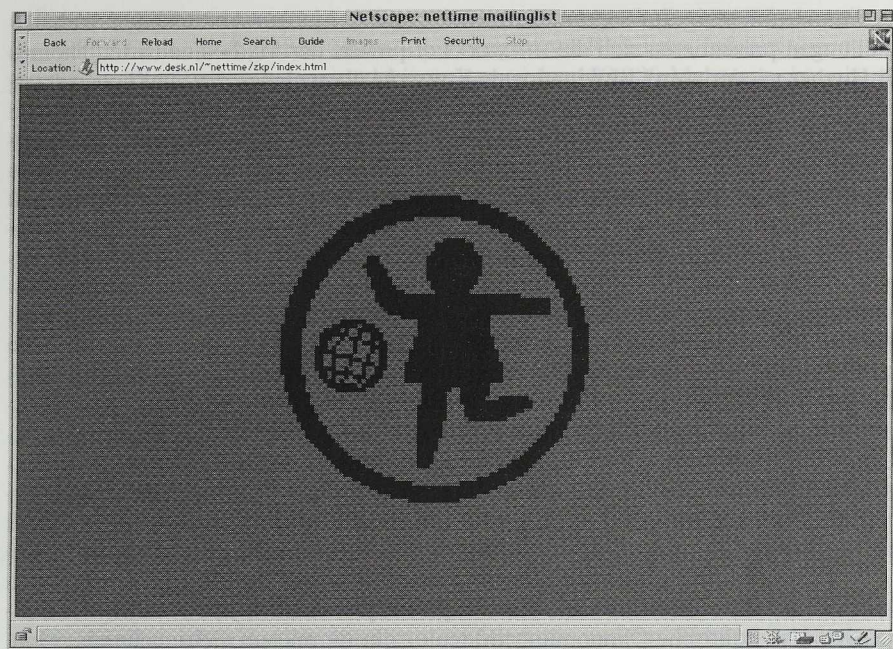 Netscape: nettime mailinglist
Back Forward Reload Home Search Guide Images Print Security Stop
Location: http://www.desk.nl/~nettime/zkp/index.html
N